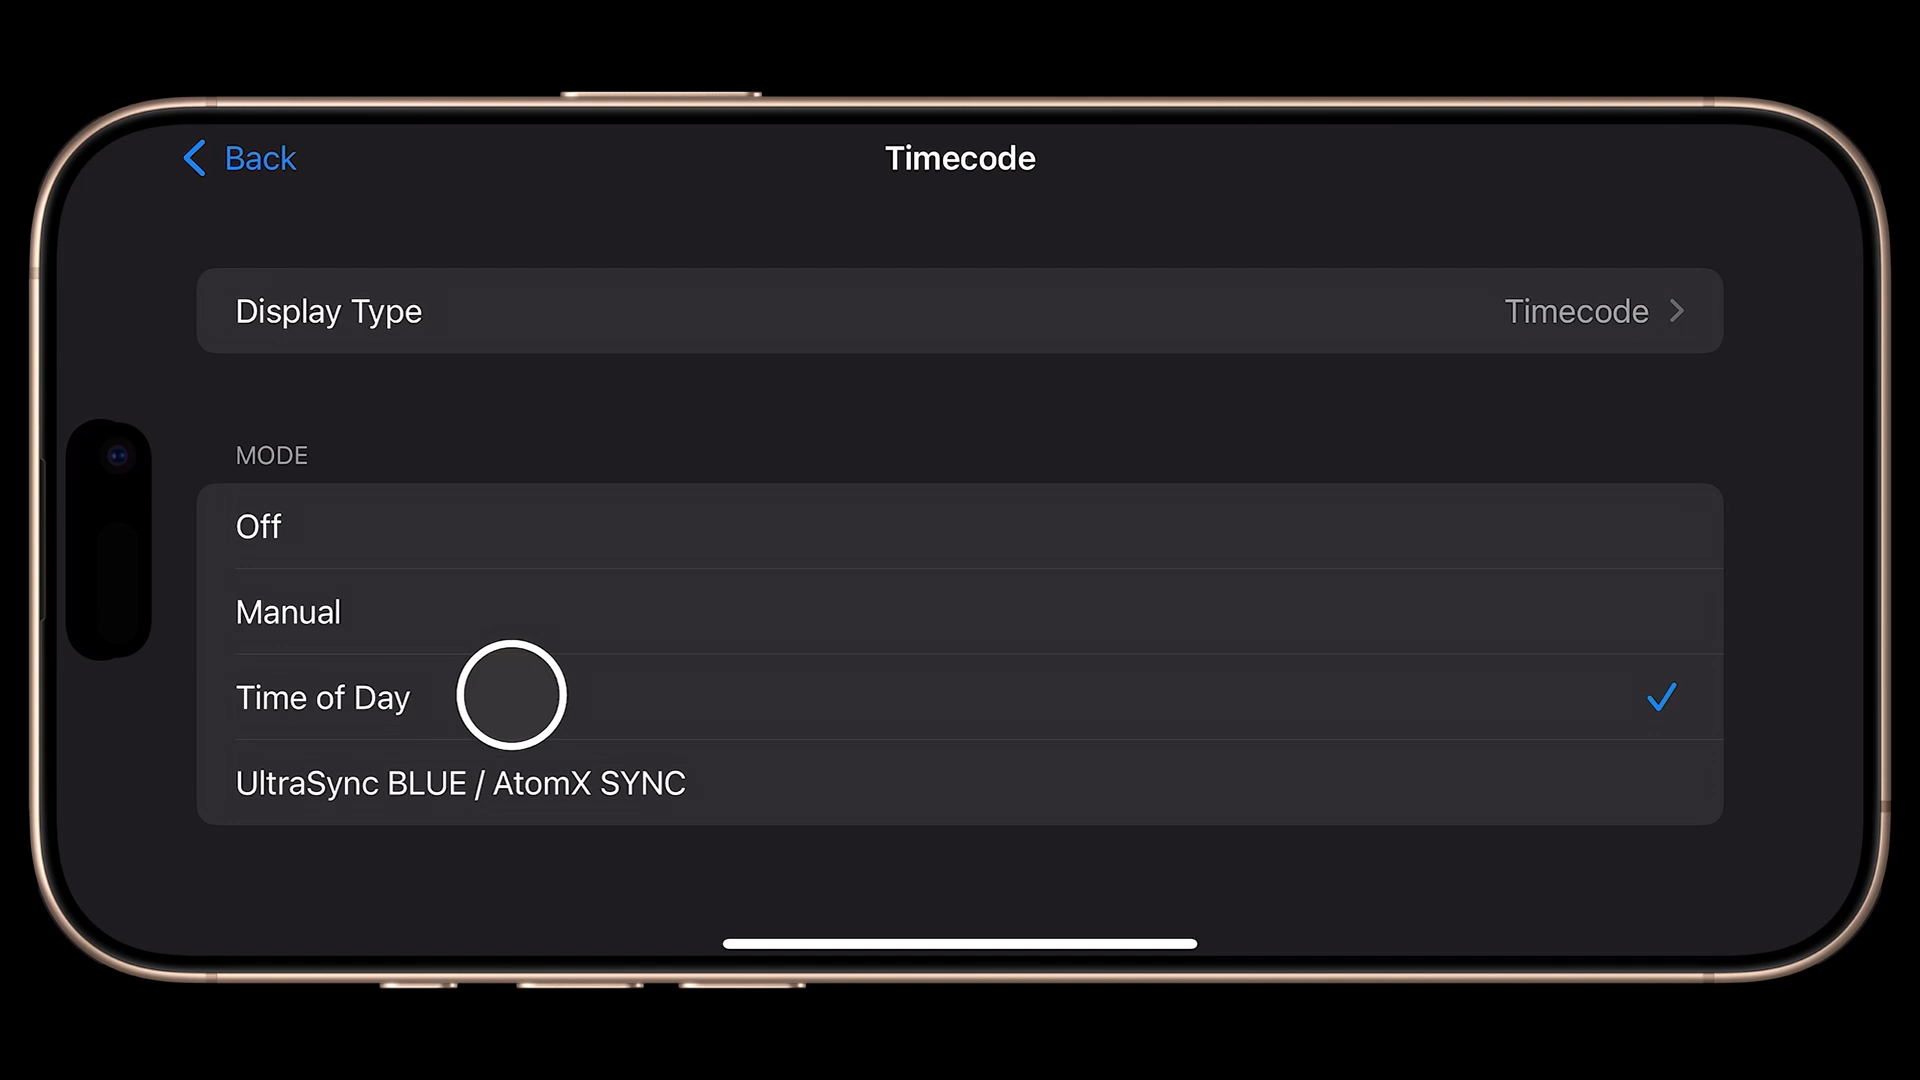 Back
Timecode
Display Type
Timecode
MODE
Off
Manual
Time of Day
UltraSync BLUE / AtomX SYNC